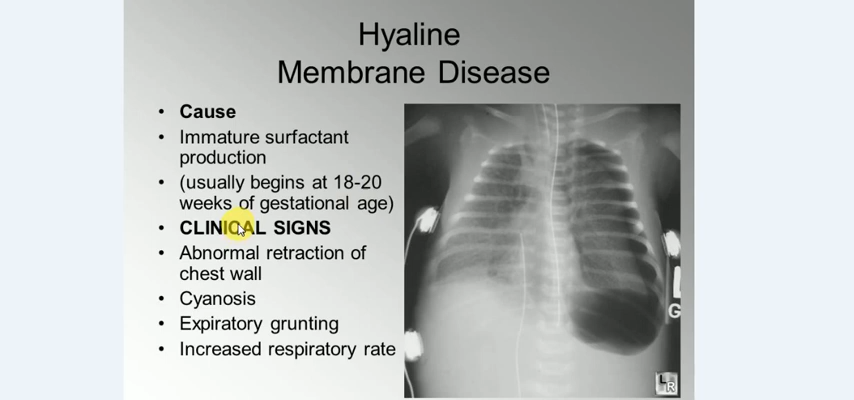 Hyaline
Membrane Disease
• Cause
• Immature surfactant
production
• (usually begins at 18-20
weeks of gestational age)
• CLINICAL SIGNS
• Abnormal retraction of
chest wall
• Cyanosis
• Expiratory grunting
• Increased respiratory rate
L
G
LR